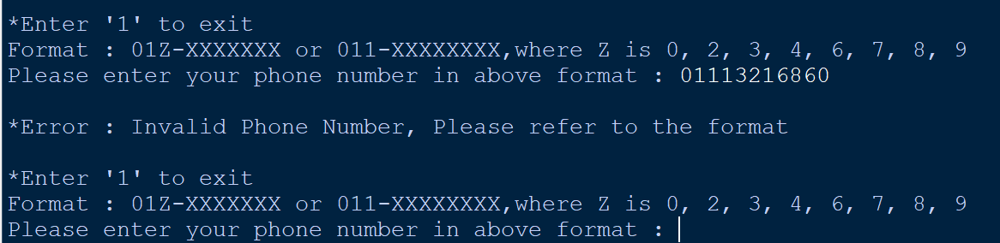 *Enter '1' to exit
Format : 01Z-XXXXXXX or 011-XXXXXXXX,where Z is 0, 2, 3, 4, 6, 7, 8, 9
Please enter your phone number in above format : 01113216860
*Error : Invalid Phone Number, Please refer to the format
*Enter '1' to exit
Format : 01Z-XXXXXXX or 011-XXXXXXXX,where Z is 0, 2, 3, 4, 6, 7, 8, 9
Please enter your phone number in above format :